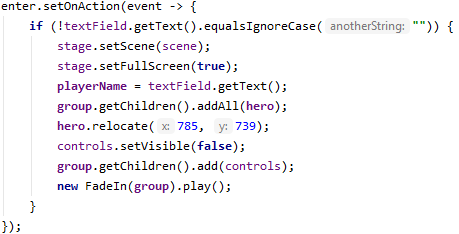 enter.setOnAction(event -> {
    if (!textField.getText().equalsIgnoreCase( anotherString: "")) {
        stage.setScene(scene);
        stage.setFullScreen(true);
        playerName = textField.getText();
        group.getChildren().addAll(hero);
        hero.relocate( x: 785, y: 739);
        controls.setVisible(false);
        group.getChildren().add(controls);
        new FadeIn(group).play();
    }
});